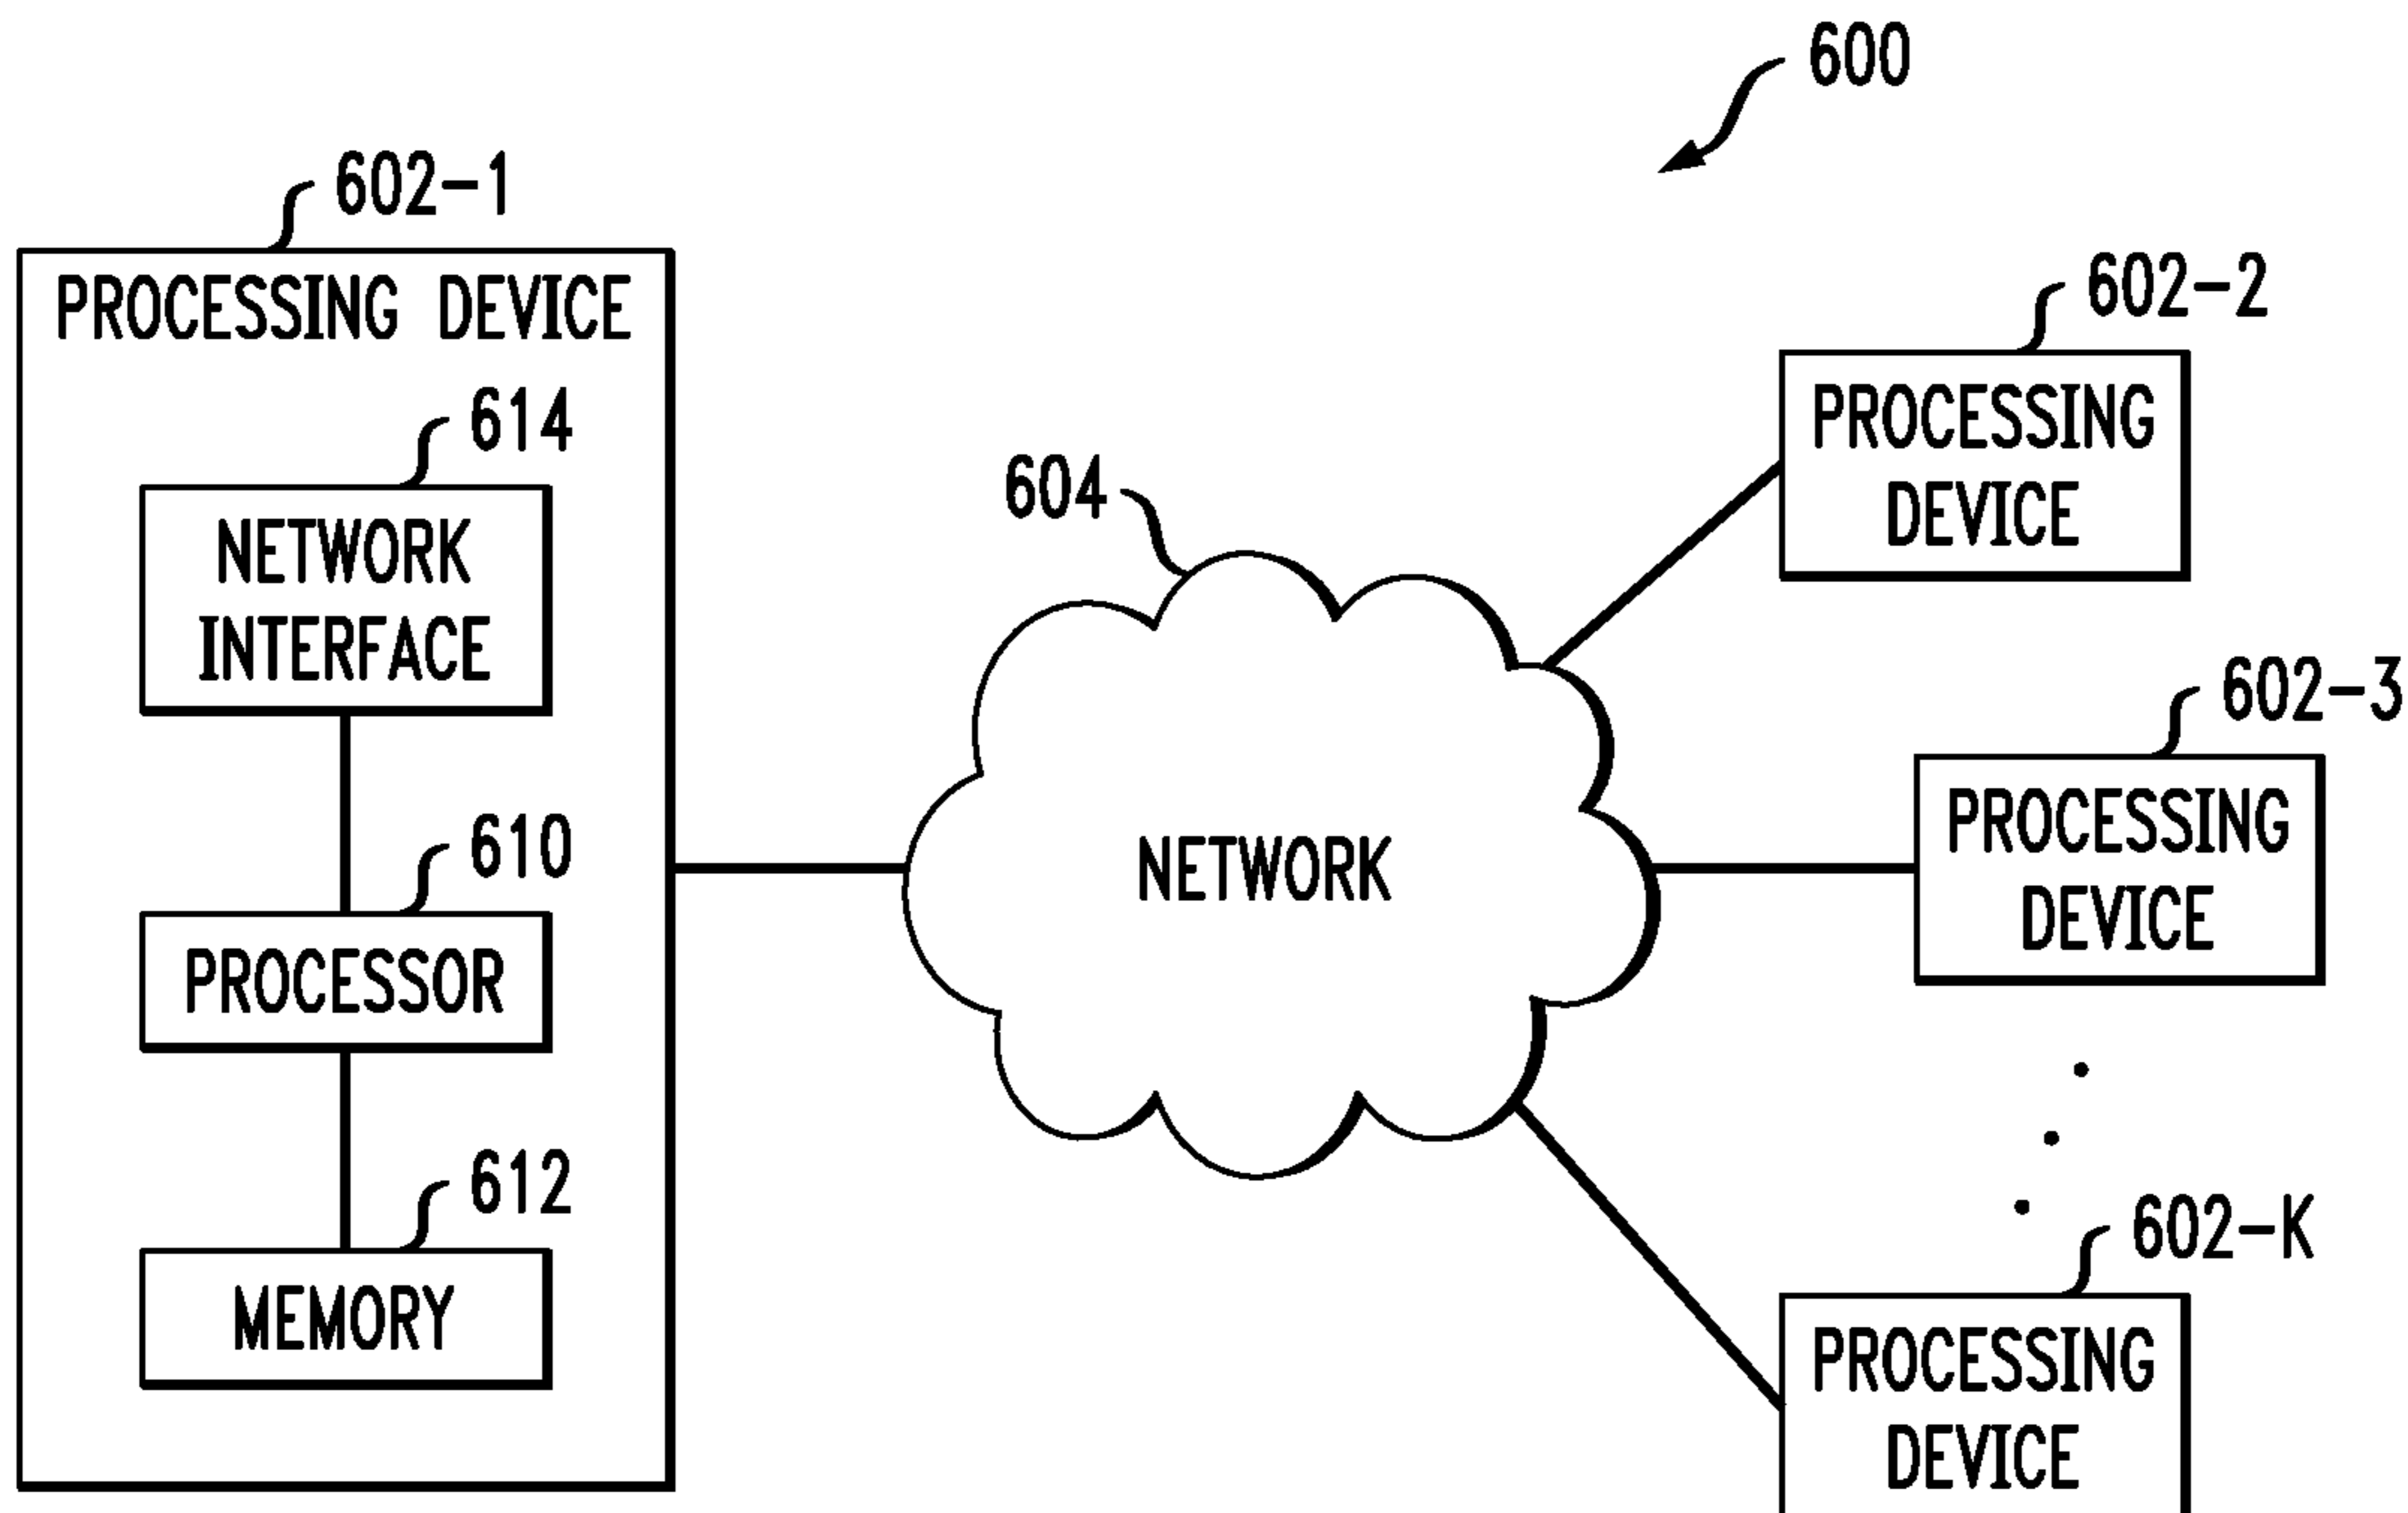 600
602-1
PROCESSING DEVICE
614
NETWORK
INTERFACE
610
PROCESSOR
612
MEMORY
604
NETWORK
602-2
PROCESSING
DEVICE
602-3
PROCESSING
DEVICE
602-K
PROCESSING
DEVICE